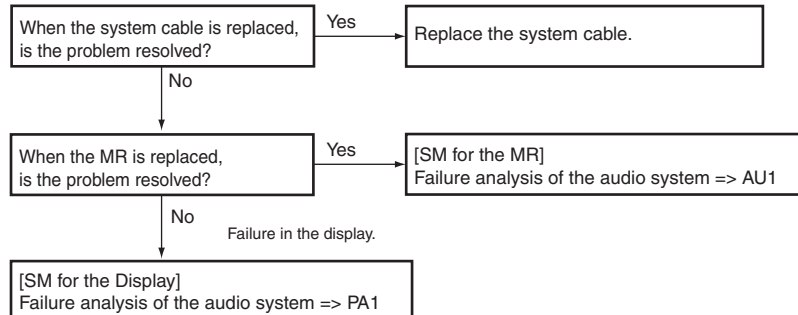 When the system cable is replaced,
is the problem resolved?
Yes
Replace the system cable.
No
When the MR is replaced,
is the problem resolved?
Yes
[SM for the MR]
Failure analysis of the audio system => AU1
No
Failure in the display.
[SM for the Display]
Failure analysis of the audio system => PA1